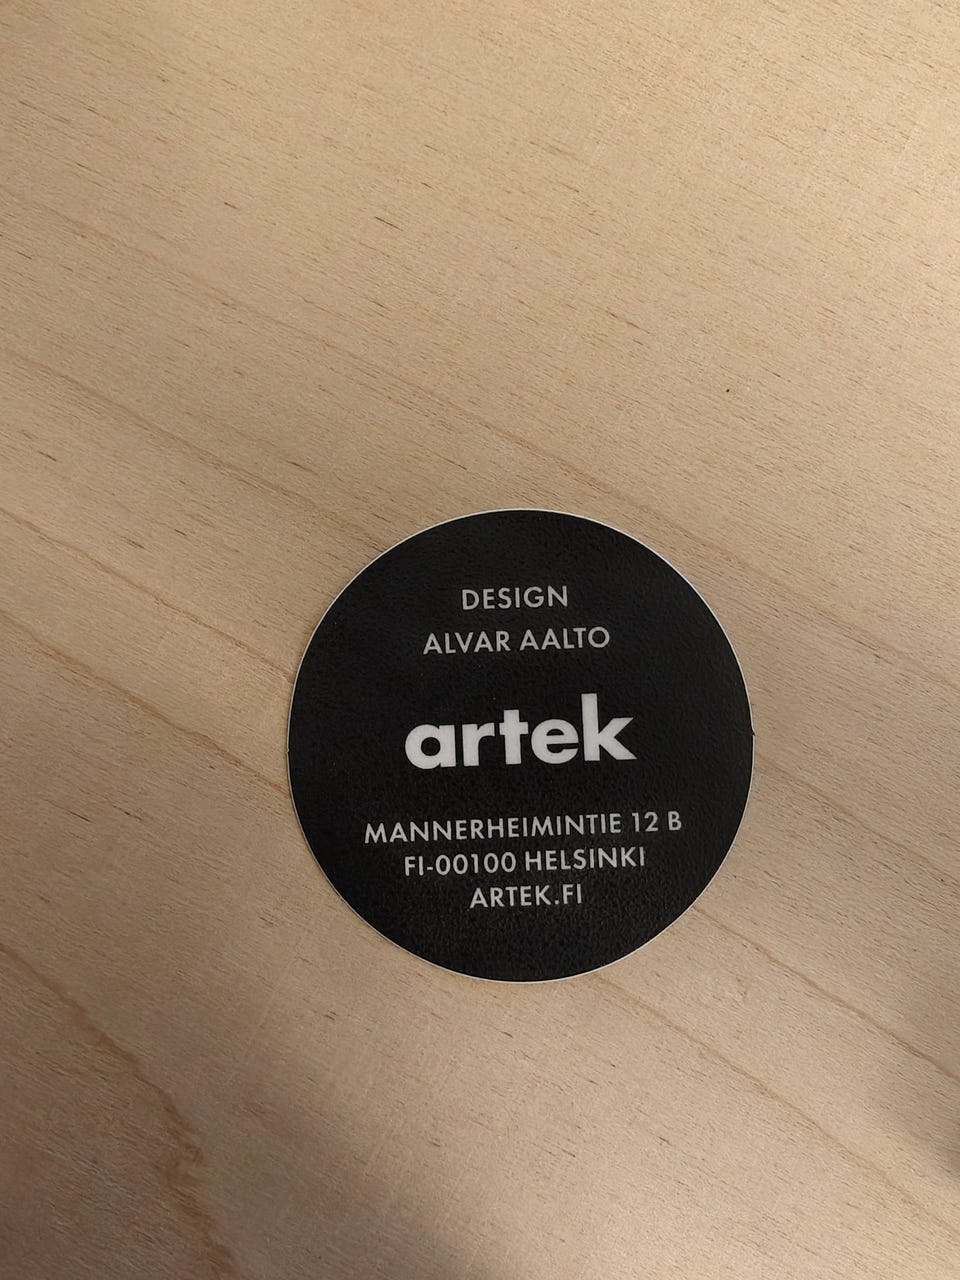 DESIGN
ALVAR AALTO
artek
MANNERHEIMINTIE 12 B
FI-00100 HELSINKI
ARTEK.FI